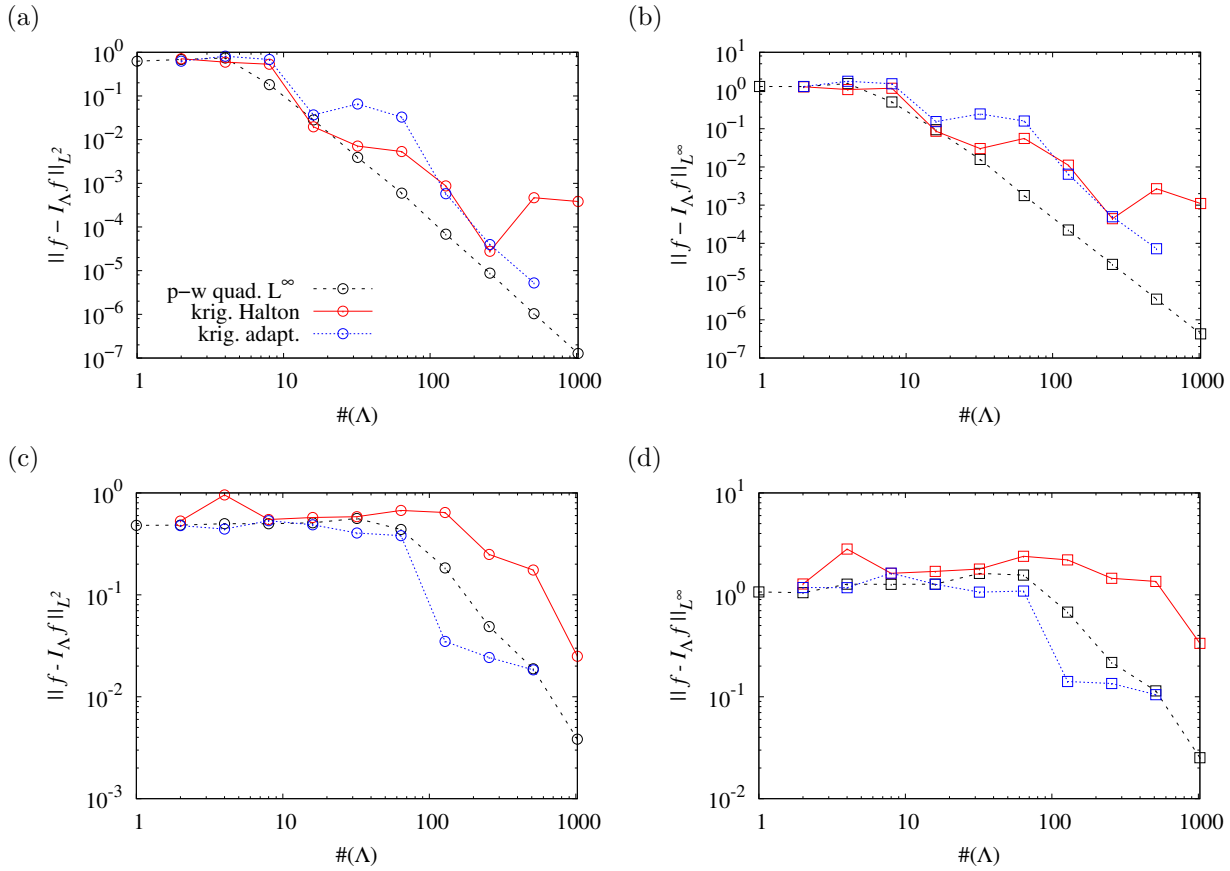 (a)
|| f − I_Λ f ||_{L^2}
10^0
10^{-1}
10^{-2}
10^{-3}
10^{-4}
10^{-5}
10^{-6}
10^{-7}
p−w quad. L^∞
krig. Halton
krig. adapt.
1 10 100 1000
#(Λ)
(b)
|| f − I_Λ f ||_{L^∞}
10^1
10^0
10^{-1}
10^{-2}
10^{-3}
10^{-4}
10^{-5}
10^{-6}
10^{-7}
1 10 100 1000
#(Λ)
(c)
|| f - I_Λ f ||_{L^2}
10^0
10^{-1}
10^{-2}
10^{-3}
1 10 100 1000
#(Λ)
(d)
|| f - I_Λ f ||_{L^∞}
10^1
10^0
10^{-1}
10^{-2}
1 10 100 1000
#(Λ)